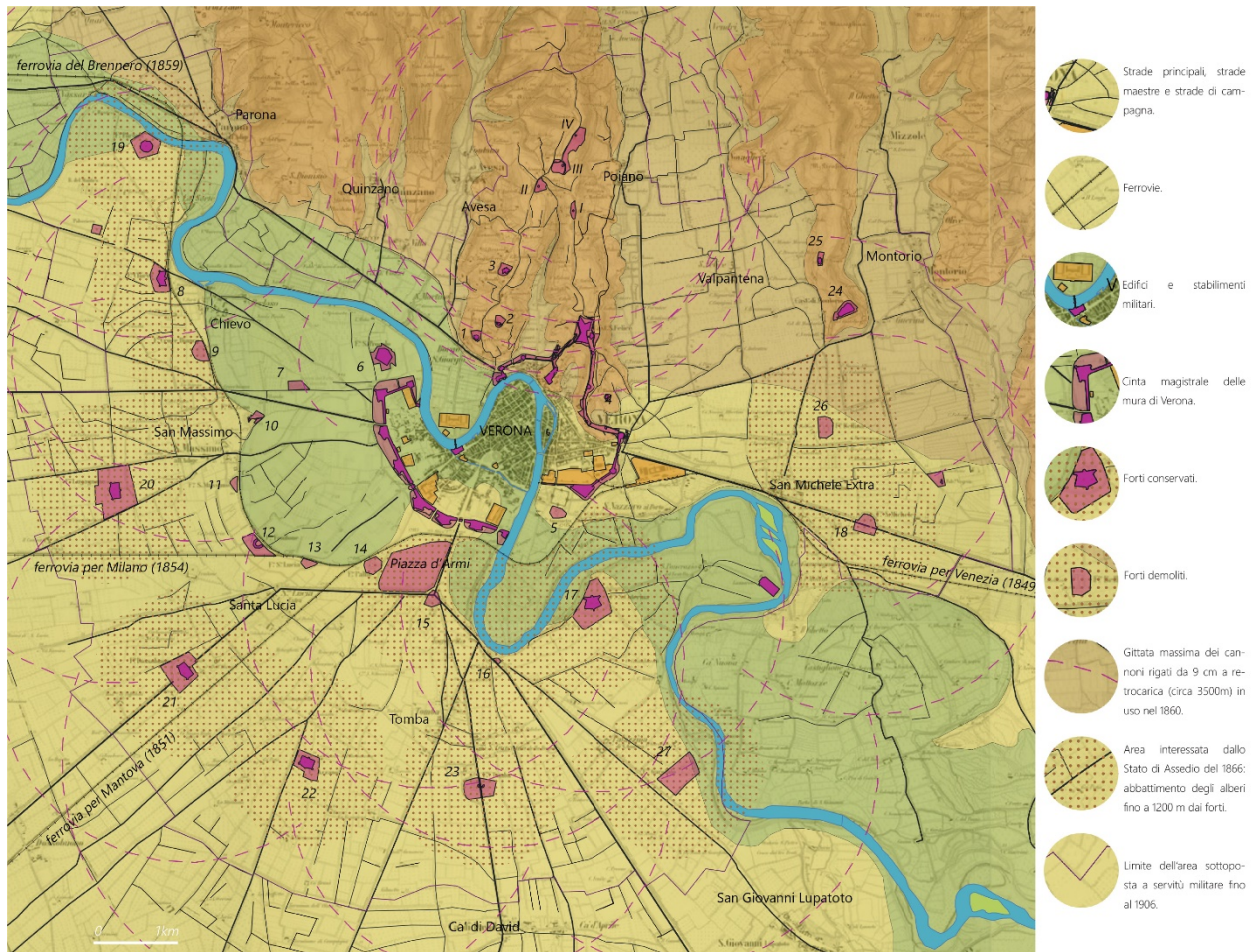 ferrovia del Brennero (1859)
Parona
19
IV
III
II
I
Quinzano
Poiano
Avesa
Mizzole
25
Montorio
3
Valpantena
24
8
Chievo
2
1
9
6
7
26
10
San Massimo
VERONA
20
11
San Michele Extra
5
18
12
13
14
Piazza d'Armi
ferrovia per Milano (1854)
ferrovia per Venezia (1849
Santa Lucia
15
17
16
21
Tomba
27
23
22
ferrovia per Mantova (1851)
San Giovanni Lupatoto
Ca' di David
0 1km
Strade principali, strade
maestre e strade di cam-
pagna.
Ferrovie.
Edifici e stabilimenti
militari.
Cinta magistrale delle
mura di Verona.
Forti conservati.
Forti demoliti.
Gittata massima dei can-
noni rigati da 9 cm a re-
trocarica (circa 3500m) in
uso nel 1860.
Area interessata dallo
Stato di Assedio del 1866:
abbattimento degli alberi
fino a 1200 m dai forti.
Limite dell'area sottopo-
sta a servitù militare fino
al 1906.